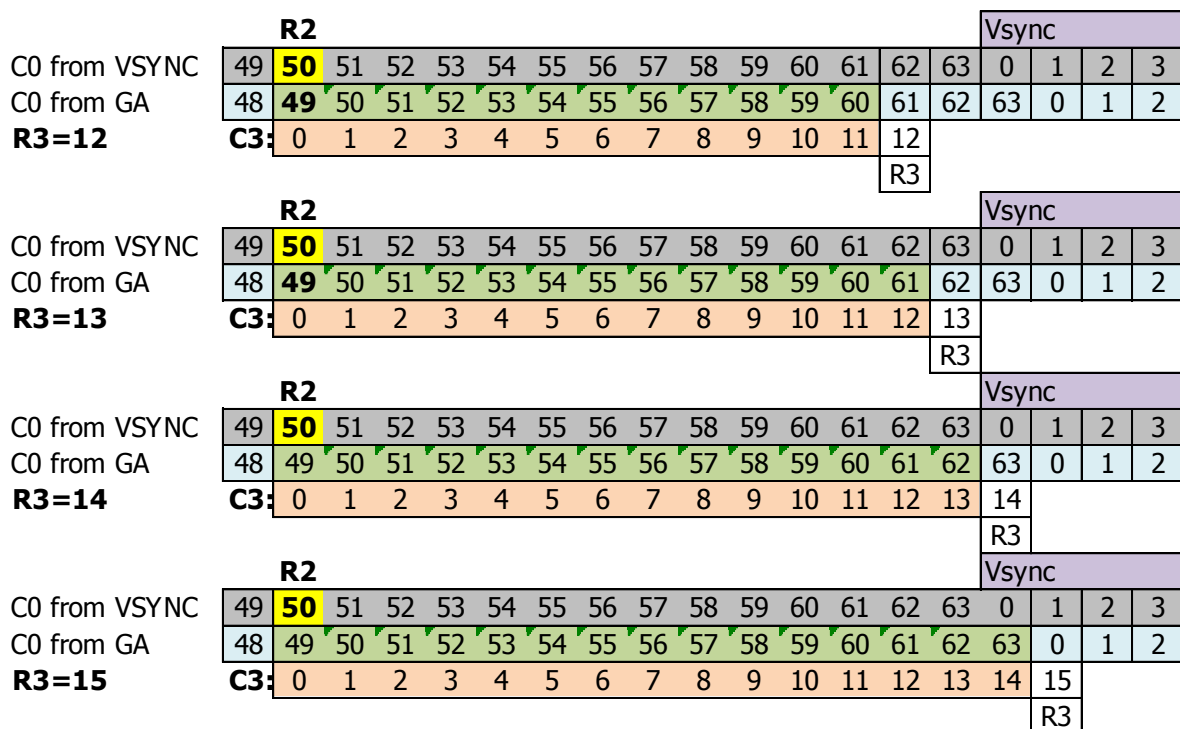 R2 Vsync
C0 from VSYNC 49 50 51 52 53 54 55 56 57 58 59 60 61 62 63 0 1 2 3
C0 from GA 48 49 50 51 52 53 54 55 56 57 58 59 60 61 62 63 0 1 2
R3=12 C3: 0 1 2 3 4 5 6 7 8 9 10 11 12
R3
R2 Vsync
C0 from VSYNC 49 50 51 52 53 54 55 56 57 58 59 60 61 62 63 0 1 2 3
C0 from GA 48 49 50 51 52 53 54 55 56 57 58 59 60 61 62 63 0 1 2
R3=13 C3: 0 1 2 3 4 5 6 7 8 9 10 11 12 13
R3
R2 Vsync
C0 from VSYNC 49 50 51 52 53 54 55 56 57 58 59 60 61 62 63 0 1 2 3
C0 from GA 48 49 50 51 52 53 54 55 56 57 58 59 60 61 62 63 0 1 2
R3=14 C3: 0 1 2 3 4 5 6 7 8 9 10 11 12 13 14
R3
R2 Vsync
C0 from VSYNC 49 50 51 52 53 54 55 56 57 58 59 60 61 62 63 0 1 2 3
C0 from GA 48 49 50 51 52 53 54 55 56 57 58 59 60 61 62 63 0 1 2
R3=15 C3: 0 1 2 3 4 5 6 7 8 9 10 11 12 13 14 15
R3